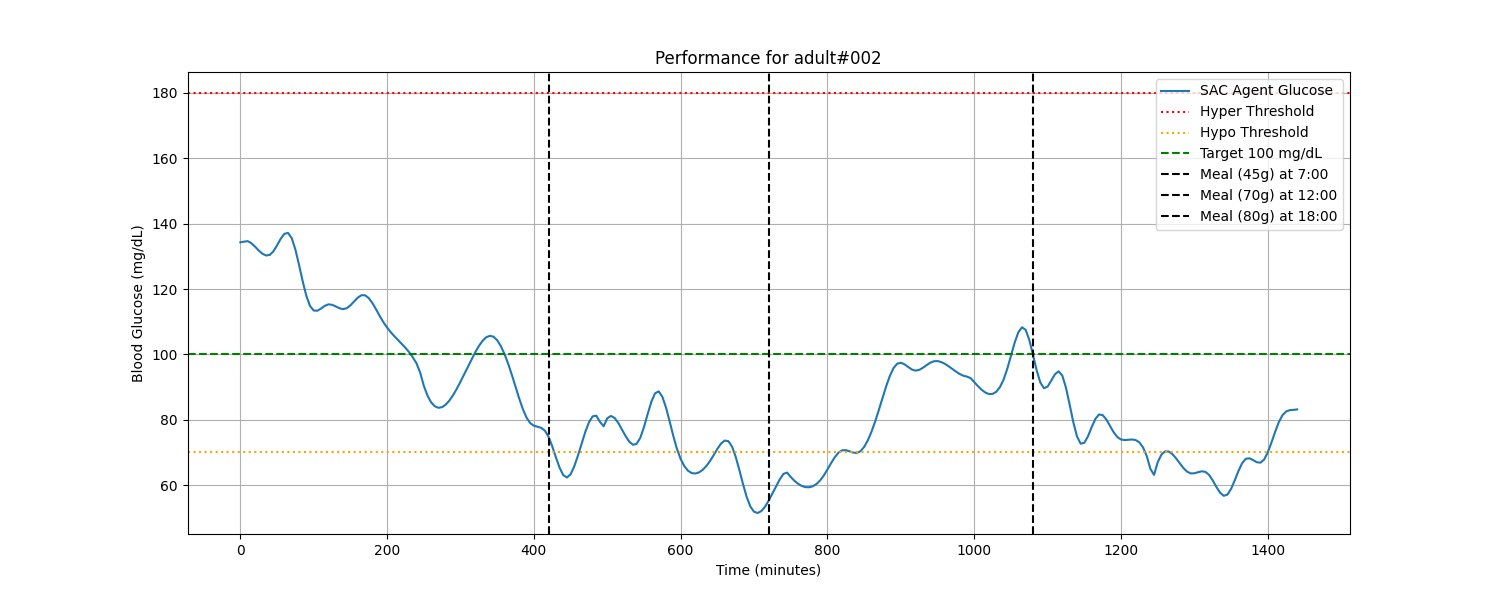 Performance for adult#002
SAC Agent Glucose
Hyper Threshold
Hypo Threshold
Target 100 mg/dL
Meal (45g) at 7:00
Meal (70g) at 12:00
Meal (80g) at 18:00
Blood Glucose (mg/dL)
180
160
140
120
100
80
60
0
200
400
600
800
1000
1200
1400
Time (minutes)